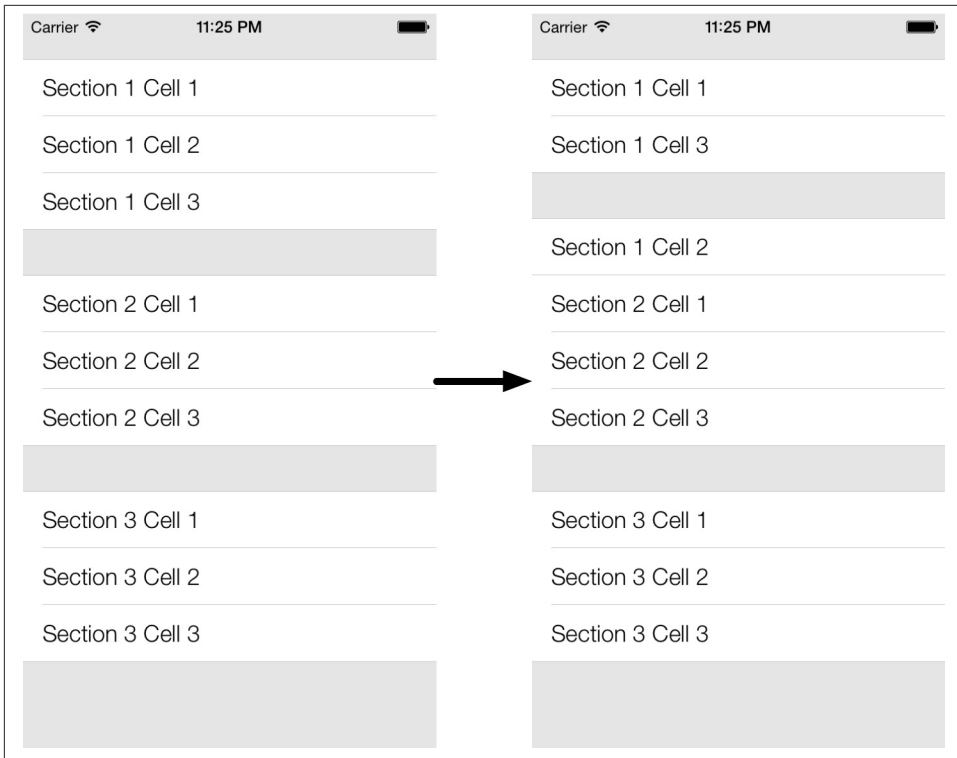 Carrier 11:25 PM
Section 1 Cell 1
Section 1 Cell 2
Section 1 Cell 3
Section 2 Cell 1
Section 2 Cell 2
Section 2 Cell 3
Section 3 Cell 1
Section 3 Cell 2
Section 3 Cell 3
Carrier 11:25 PM
Section 1 Cell 1
Section 1 Cell 3
Section 1 Cell 2
Section 2 Cell 1
Section 2 Cell 2
Section 2 Cell 3
Section 3 Cell 1
Section 3 Cell 2
Section 3 Cell 3